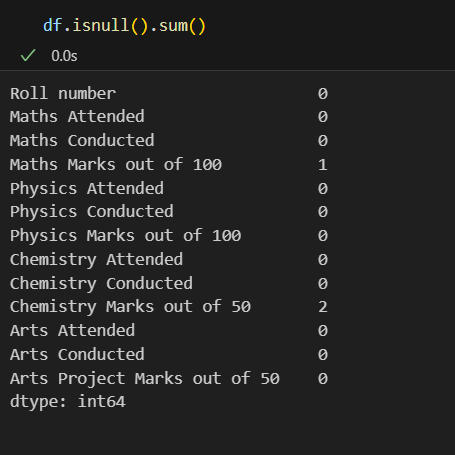 df.isnull().sum()
0.0s
Roll number 0
Maths Attended 0
Maths Conducted 0
Maths Marks out of 100 1
Physics Attended 0
Physics Conducted 0
Physics Marks out of 100 0
Chemistry Attended 0
Chemistry Conducted 0
Chemistry Marks out of 50 2
Arts Attended 0
Arts Conducted 0
Arts Project Marks out of 50 0
dtype: int64